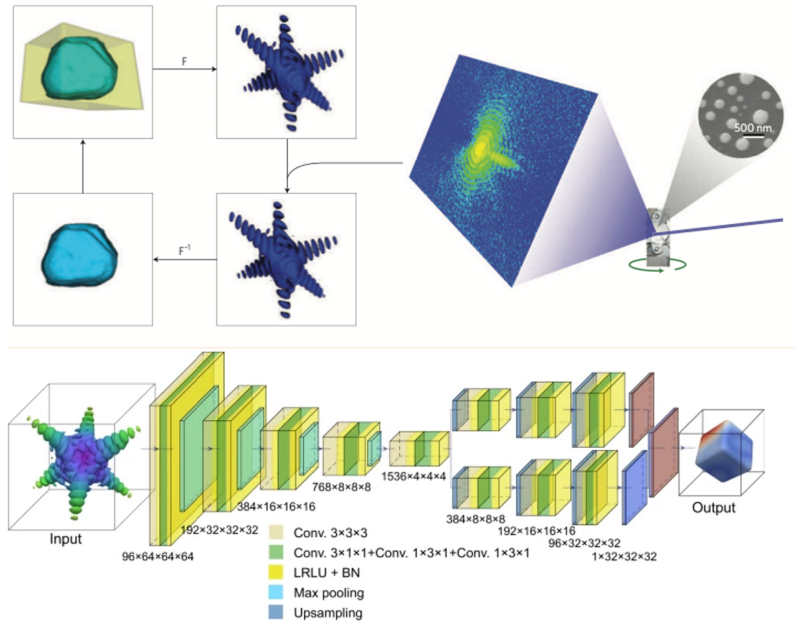 F
500 nm
F⁻¹
Input
96×64×64×64
192×32×32×32
384×16×16×16
768×8×8×8
1536×4×4×4
384×8×8×8
192×16×16×16
96×32×32×32
1×32×32×32
Output
Conv. 3×3×3
Conv. 3×1×1+Conv. 1×3×1+Conv. 1×3×1
LRLU + BN
Max pooling
Upsampling